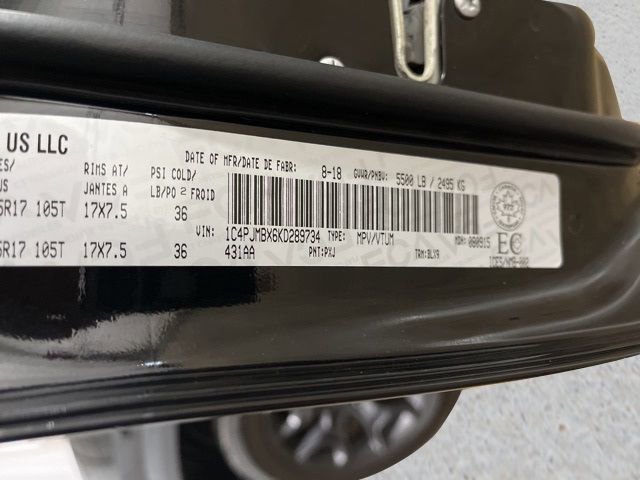 US LLC
DATE OF MFR/DATE DE FABR: 8-18 GVWR/PNBV: 5500 LB / 2495 KG
RIMS AT/ PSI COLD/
JANTES A LB/PO 2 FROID
5R17 105T 17X7.5 36
VIN: 1C4PJMBX6KD289734 TYPE: MPV/VTUM MDH: 080915 EC
5R17 105T 17X7.5 36 431AA PNT:PXJ TRM:BLX9